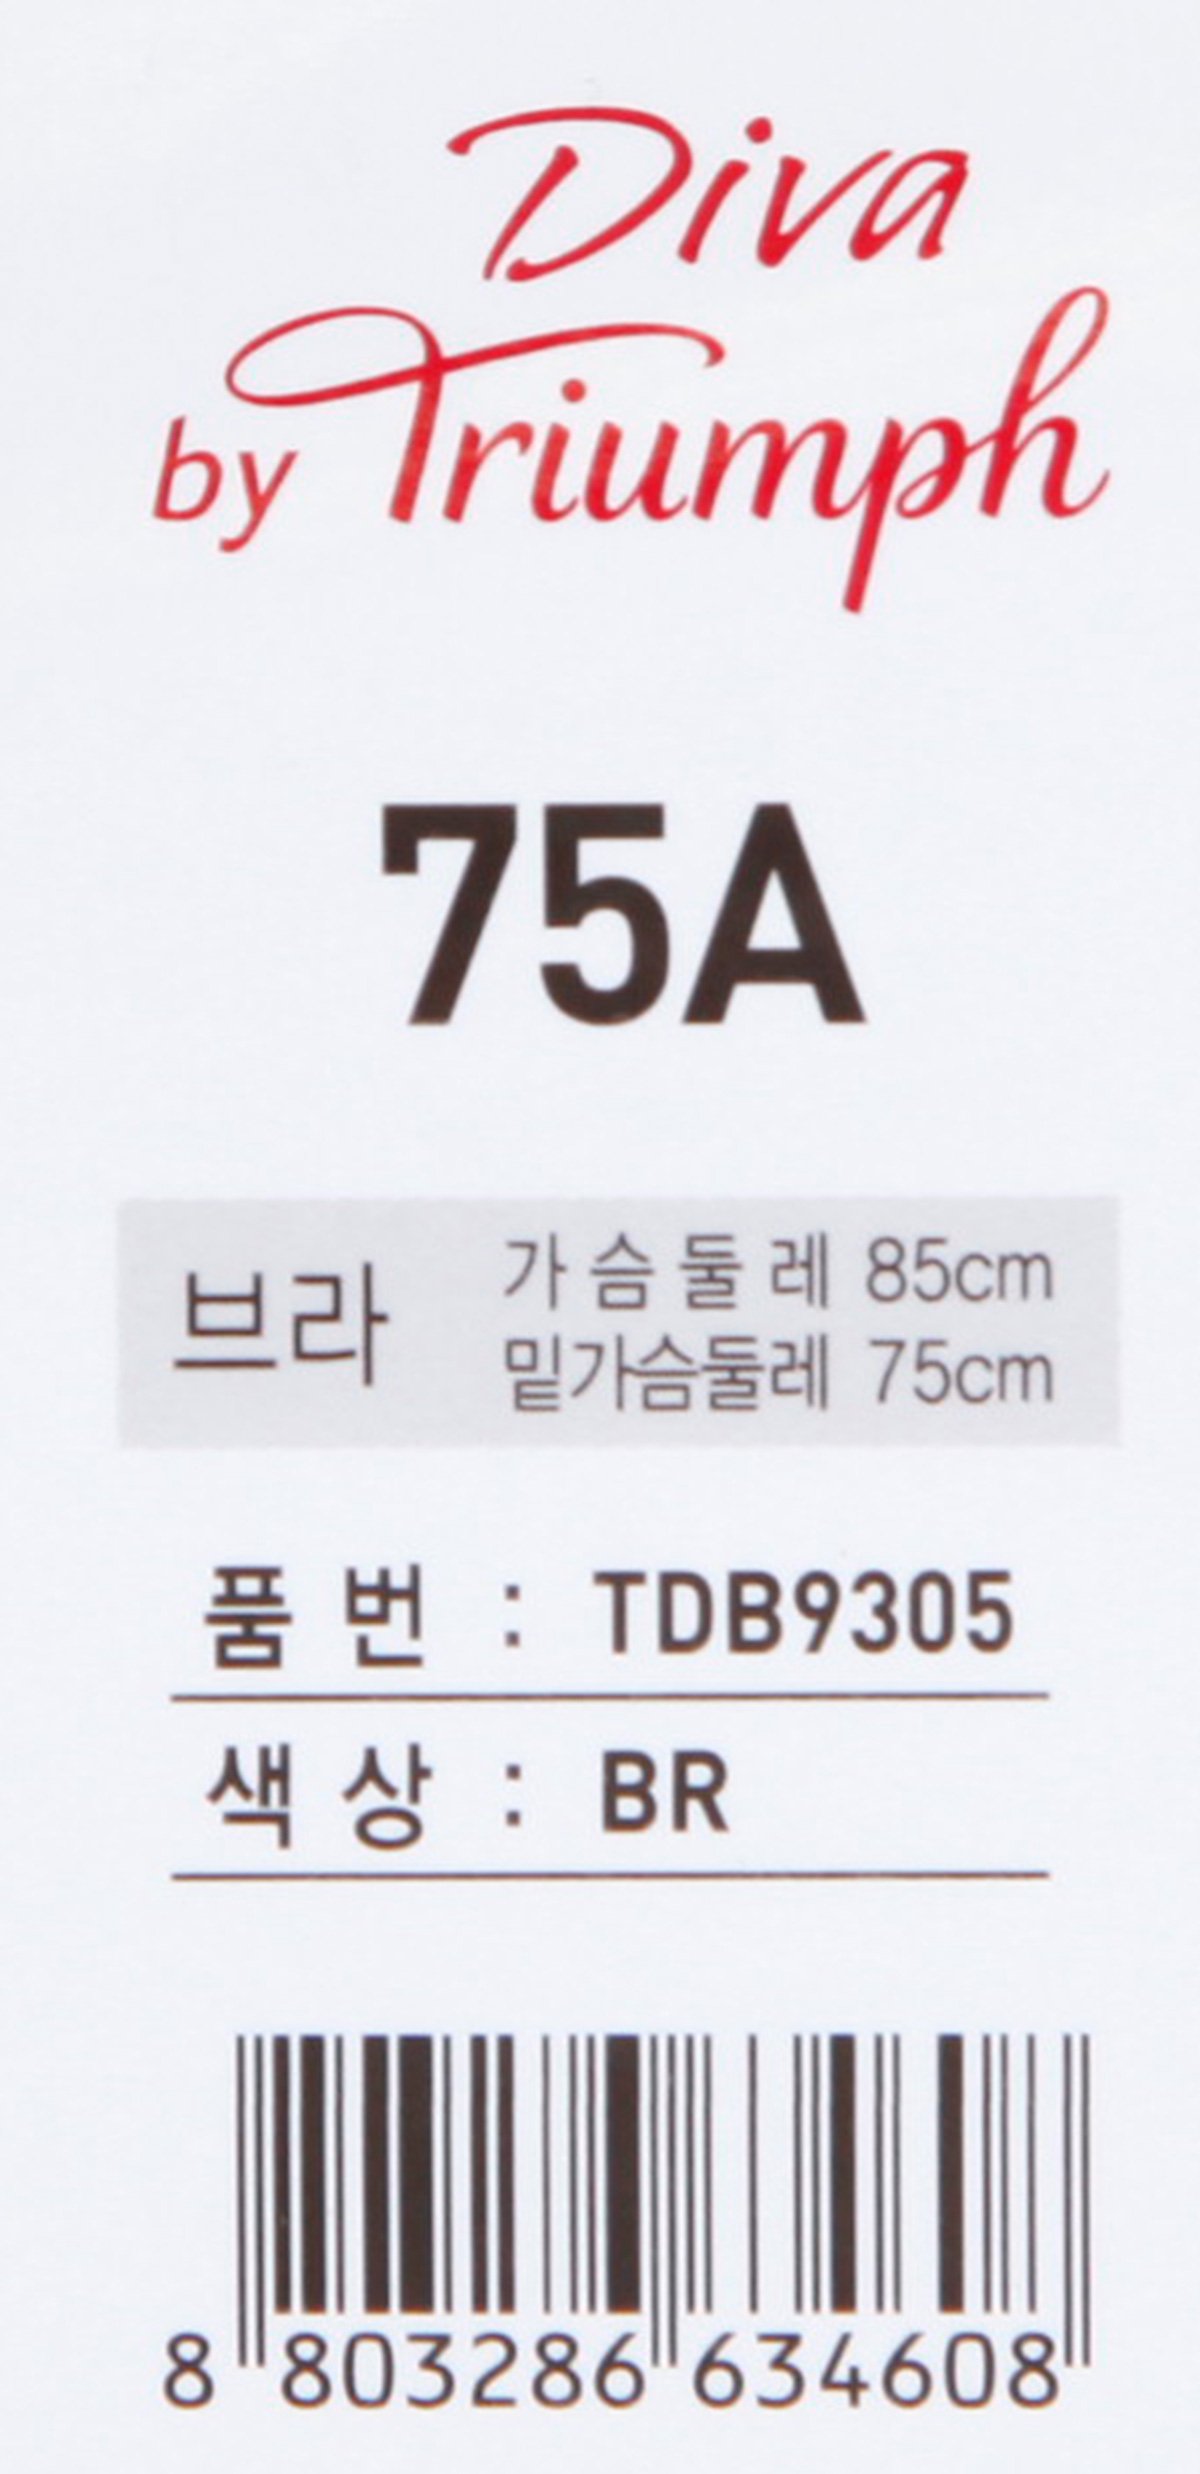 Diva
by Triumph
75A
브라
가슴둘레 85cm
밑가슴둘레 75cm
품번 : TDB9305
색상 : BR
8 803286 634608